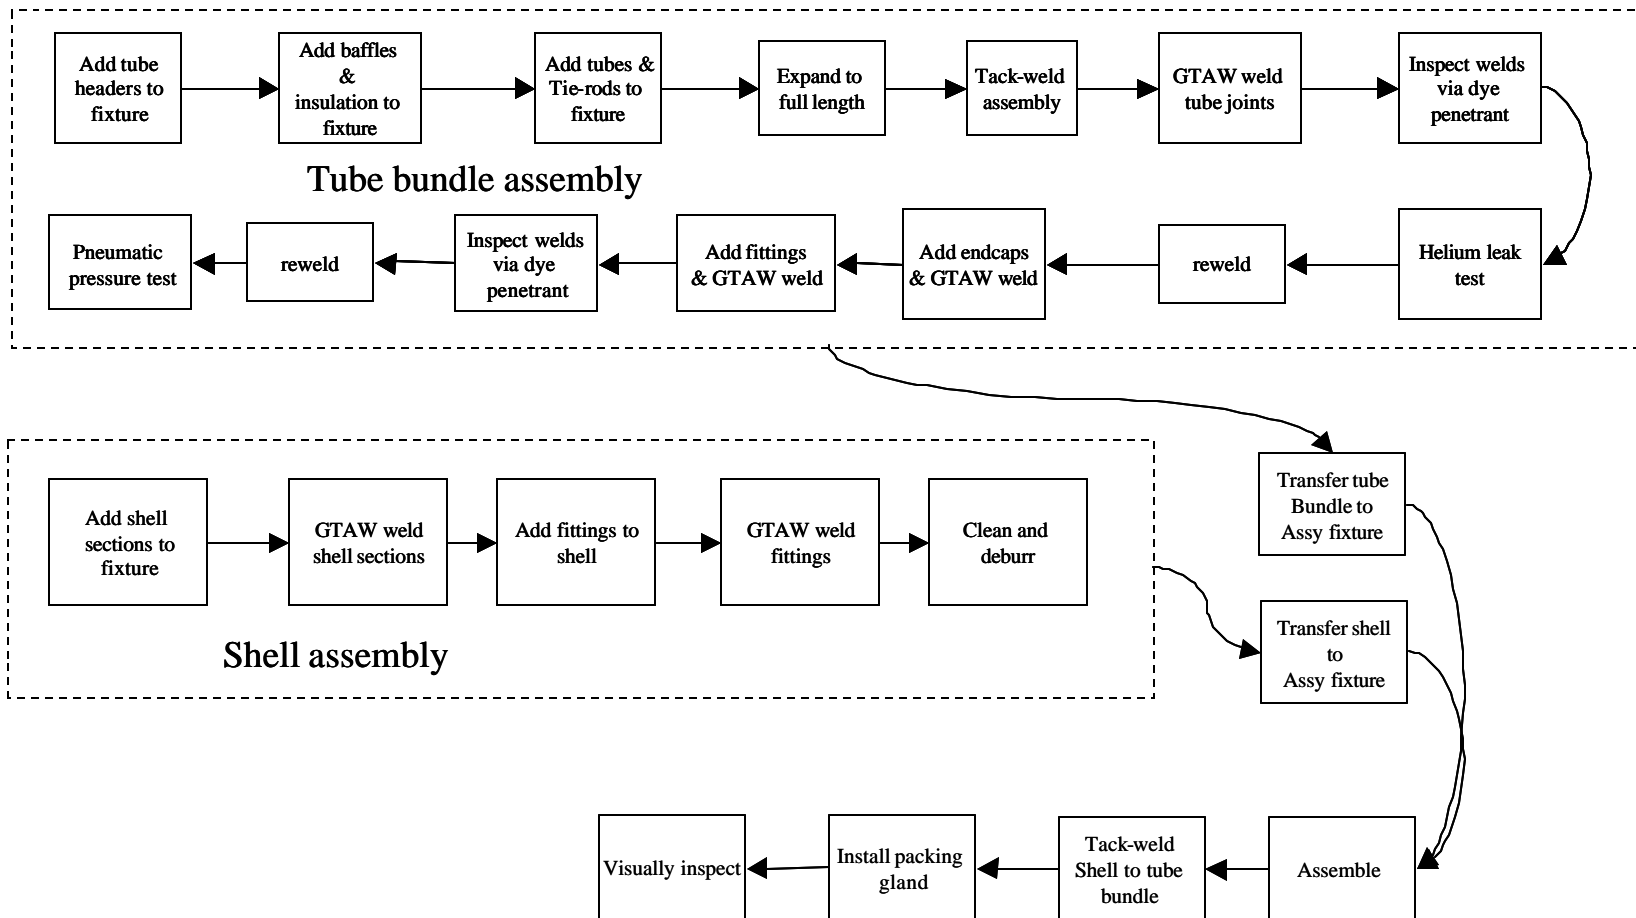 Add tube
headers to
fixture
Add baffles
&
insulation to
fixture
Add tubes &
Tie-rods to
fixture
Expand to
full length
Tack-weld
assembly
GTAW weld
tube joints
Inspect welds
via dye
penetrant
Tube bundle assembly
Helium leak
test
reweld
Add endcaps
& GTAW weld
Add fittings
& GTAW weld
Inspect welds
via dye
penetrant
reweld
Pneumatic
pressure test
Add shell
sections to
fixture
GTAW weld
shell sections
Add fittings to
shell
GTAW weld
fittings
Clean and
deburr
Shell assembly
Transfer tube
Bundle to
Assy fixture
Transfer shell
to
Assy fixture
Assemble
Tack-weld
Shell to tube
bundle
Install packing
gland
Visually inspect